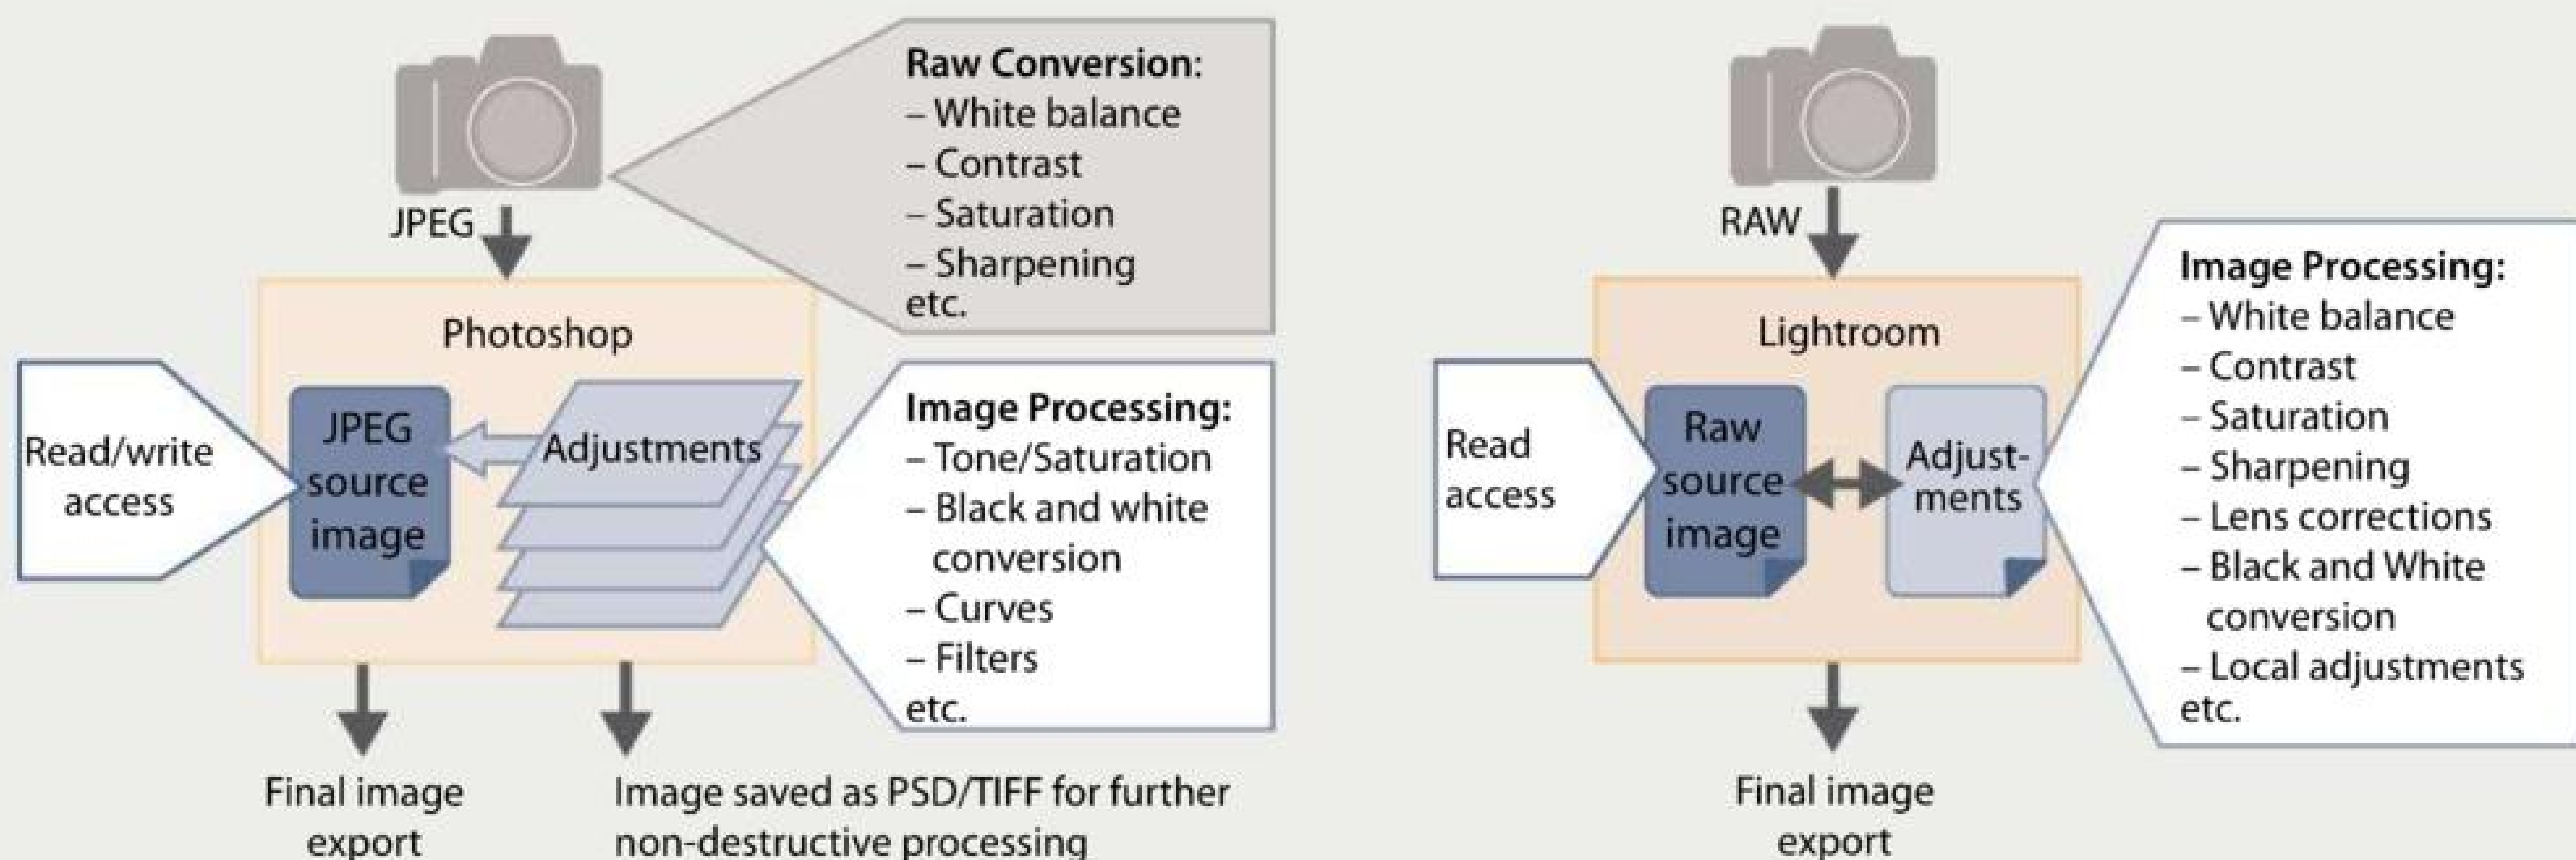 Raw Conversion:
– White balance
– Contrast
– Saturation
– Sharpening
etc.
JPEG
Photoshop
Read/write
access
JPEG
source
image
Adjustments
Image Processing:
– Tone/Saturation
– Black and white
conversion
– Curves
– Filters
etc.
Final image
export
Image saved as PSD/TIFF for further
non-destructive processing
RAW
Lightroom
Read
access
Raw
source
image
Adjust-
ments
Image Processing:
– White balance
– Contrast
– Saturation
– Sharpening
– Lens corrections
– Black and White
conversion
– Local adjustments
etc.
Final image
export